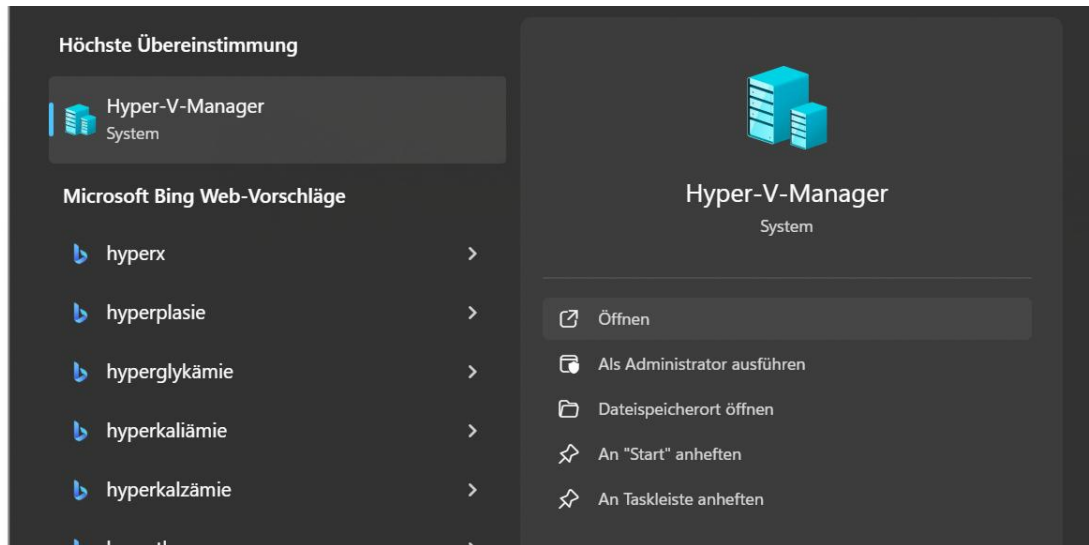 Höchste Übereinstimmung
Hyper-V-Manager
System
Microsoft Bing Web-Vorschläge
hyperx
hyperplasie
hyperglykämie
hyperkaliämie
hyperkalzämie
Hyper-V-Manager
System
Öffnen
Als Administrator ausführen
Dateispeicherort öffnen
An "Start" anheften
An Taskleiste anheften